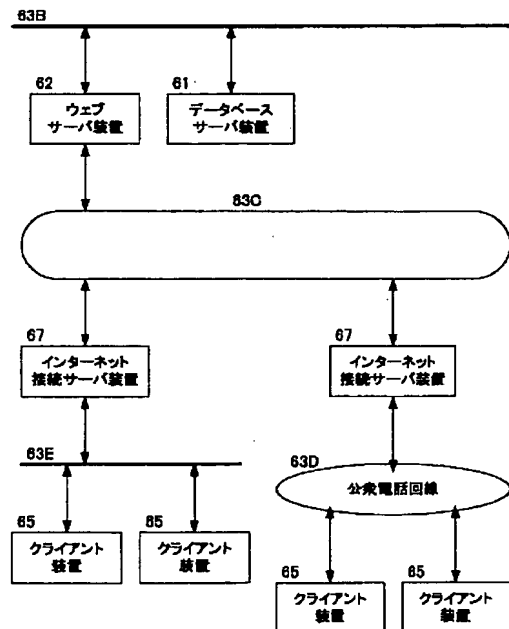 63B
62
61
ウェブ
サーバ装置
データベース
サーバ装置
63C
67
67
インターネット
接続サーバ装置
インターネット
接続サーバ装置
63E
63D
公衆電話回線
65
65
クライアント
装置
クライアント
装置
65
65
クライアント
装置
クライアント
装置